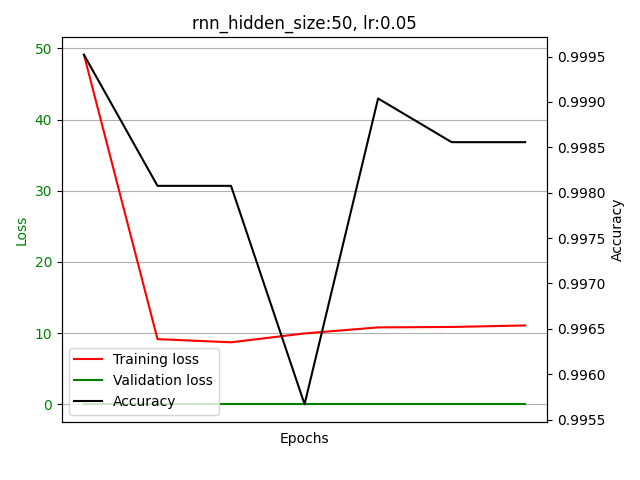 rnn_hidden_size:50, lr:0.05
50
40
30
20
10
0
Loss
0.9995
0.9990
0.9985
0.9980
0.9975
0.9970
0.9965
0.9960
0.9955
Accuracy
Training loss
Validation loss
Accuracy
Epochs